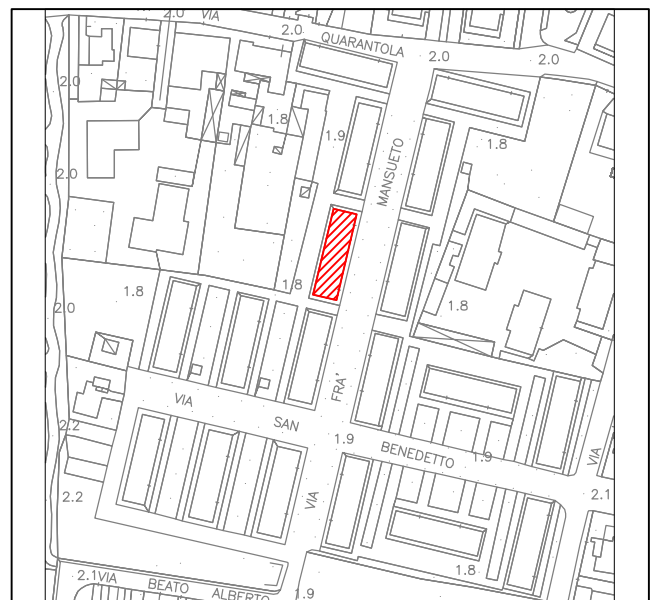 2.0 VIA
2.0
QUARANTOLA
2.0
2.0
2.0
1.8
1.9
1.8
MANSUETO
2.0
1.8
1.8
2.0
1.8
FRA'
VIA
SAN
BENEDETTO
1.9
1.9
2.2
VIA
2.2
2.1
VIA
1.8
2.1 VIA
BEATO
ALBERTO
1.9